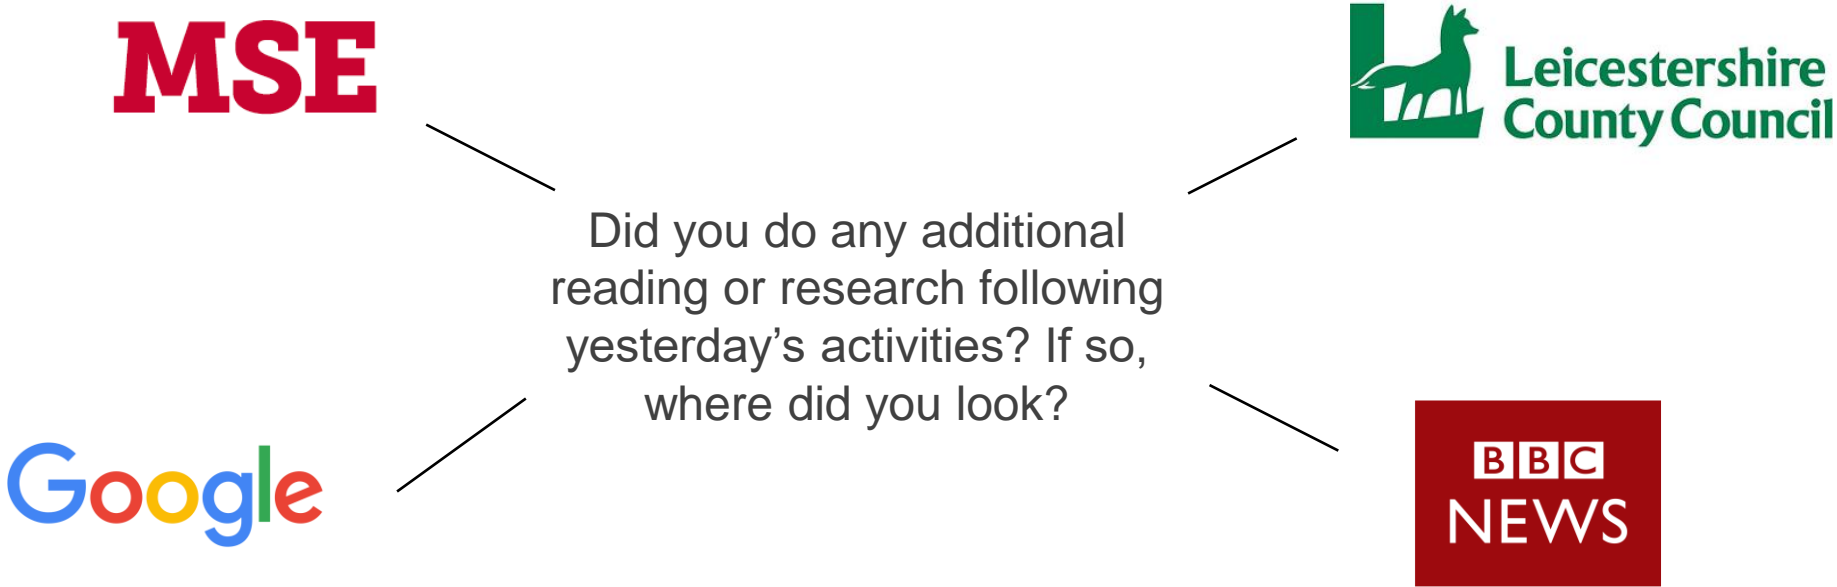 MSE
Leicestershire
County Council
Did you do any additional
reading or research following
yesterday’s activities? If so,
where did you look?
Google
BBC
NEWS